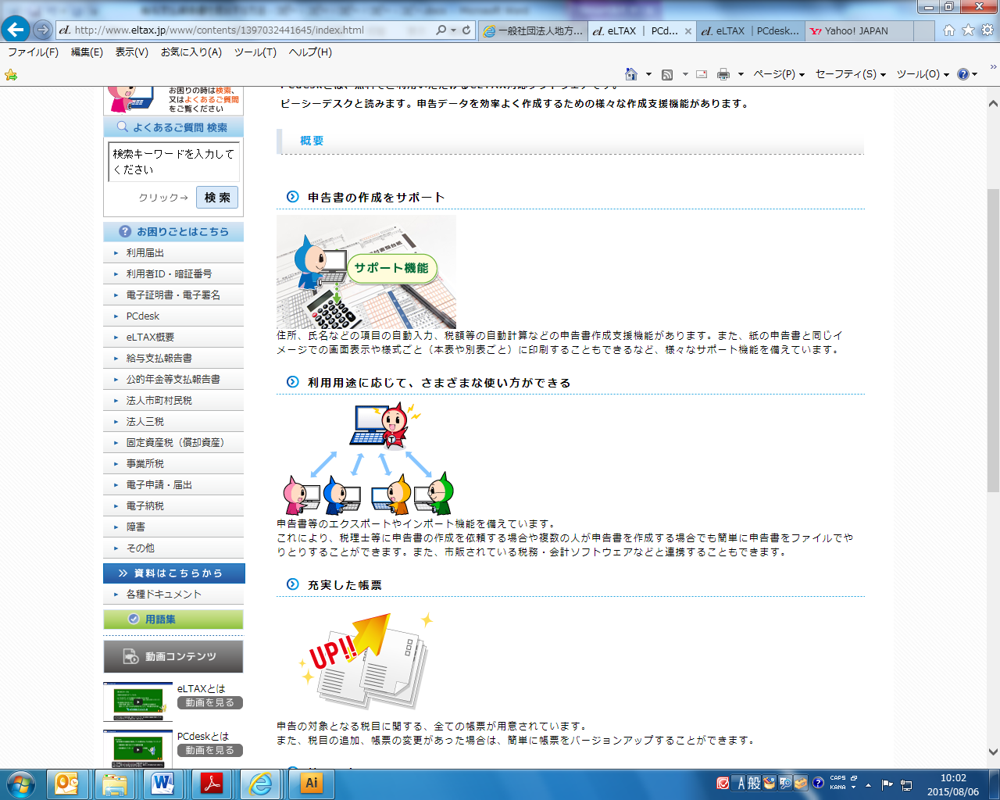 http://www.eltax.jp/www/contents/1397032441645/index.html
一般社団法人地方...
eLTAX | PCd...
eLTAX | PCdesk...
Yahoo! JAPAN
ファイル(F) 編集(E) 表示(V) お気に入り(A) ツール(T) ヘルプ(H)
ページ(P) セーフティ(S) ツール(O)
お困りの時は検索、
又はよくあるご質問
をご覧ください
よくあるご質問 検索
検索キーワードを入力して
ください
クリック→ 検 索
お困りごとはこちら
利用届出
利用者ID・暗証番号
電子証明書・電子署名
PCdesk
eLTAX概要
給与支払報告書
公的年金等支払報告書
法人市町村民税
法人三税
固定資産税（償却資産）
事業所税
電子申請・届出
電子納税
障害
その他
資料はこちらから
各種ドキュメント
用語集
動画コンテンツ
eLTAXとは
動画を見る
PCdeskとは
動画を見る
ピーシーデスクと読みます。申告データを効率よく作成するための様々な作成支援機能があります。
概要
申告書の作成をサポート
サポート機能
住所、氏名などの項目の自動入力、税額等の自動計算などの申告書作成支援機能があります。また、紙の申告書と同じイ
メージでの画面表示や様式ごと（本表や別表ごと）に印刷することもできるなど、様々なサポート機能を備えています。
利用用途に応じて、さまざまな使い方ができる
申告書等のエクスポートやインポート機能を備えています。
これにより、税理士等に申告書の作成を依頼する場合や複数の人が申告書を作成する場合でも簡単に申告書をファイルでや
りとりすることができます。また、市販されている税務・会計ソフトウェアなどと連携することもできます。
充実した帳票
UP!!
申告の対象となる税目に関する、全ての帳票が用意されています。
また、税目の追加、帳票の変更があった場合は、簡単に帳票をバージョンアップすることができます。
A 般
CAPS
KANA
10:02
2015/08/06